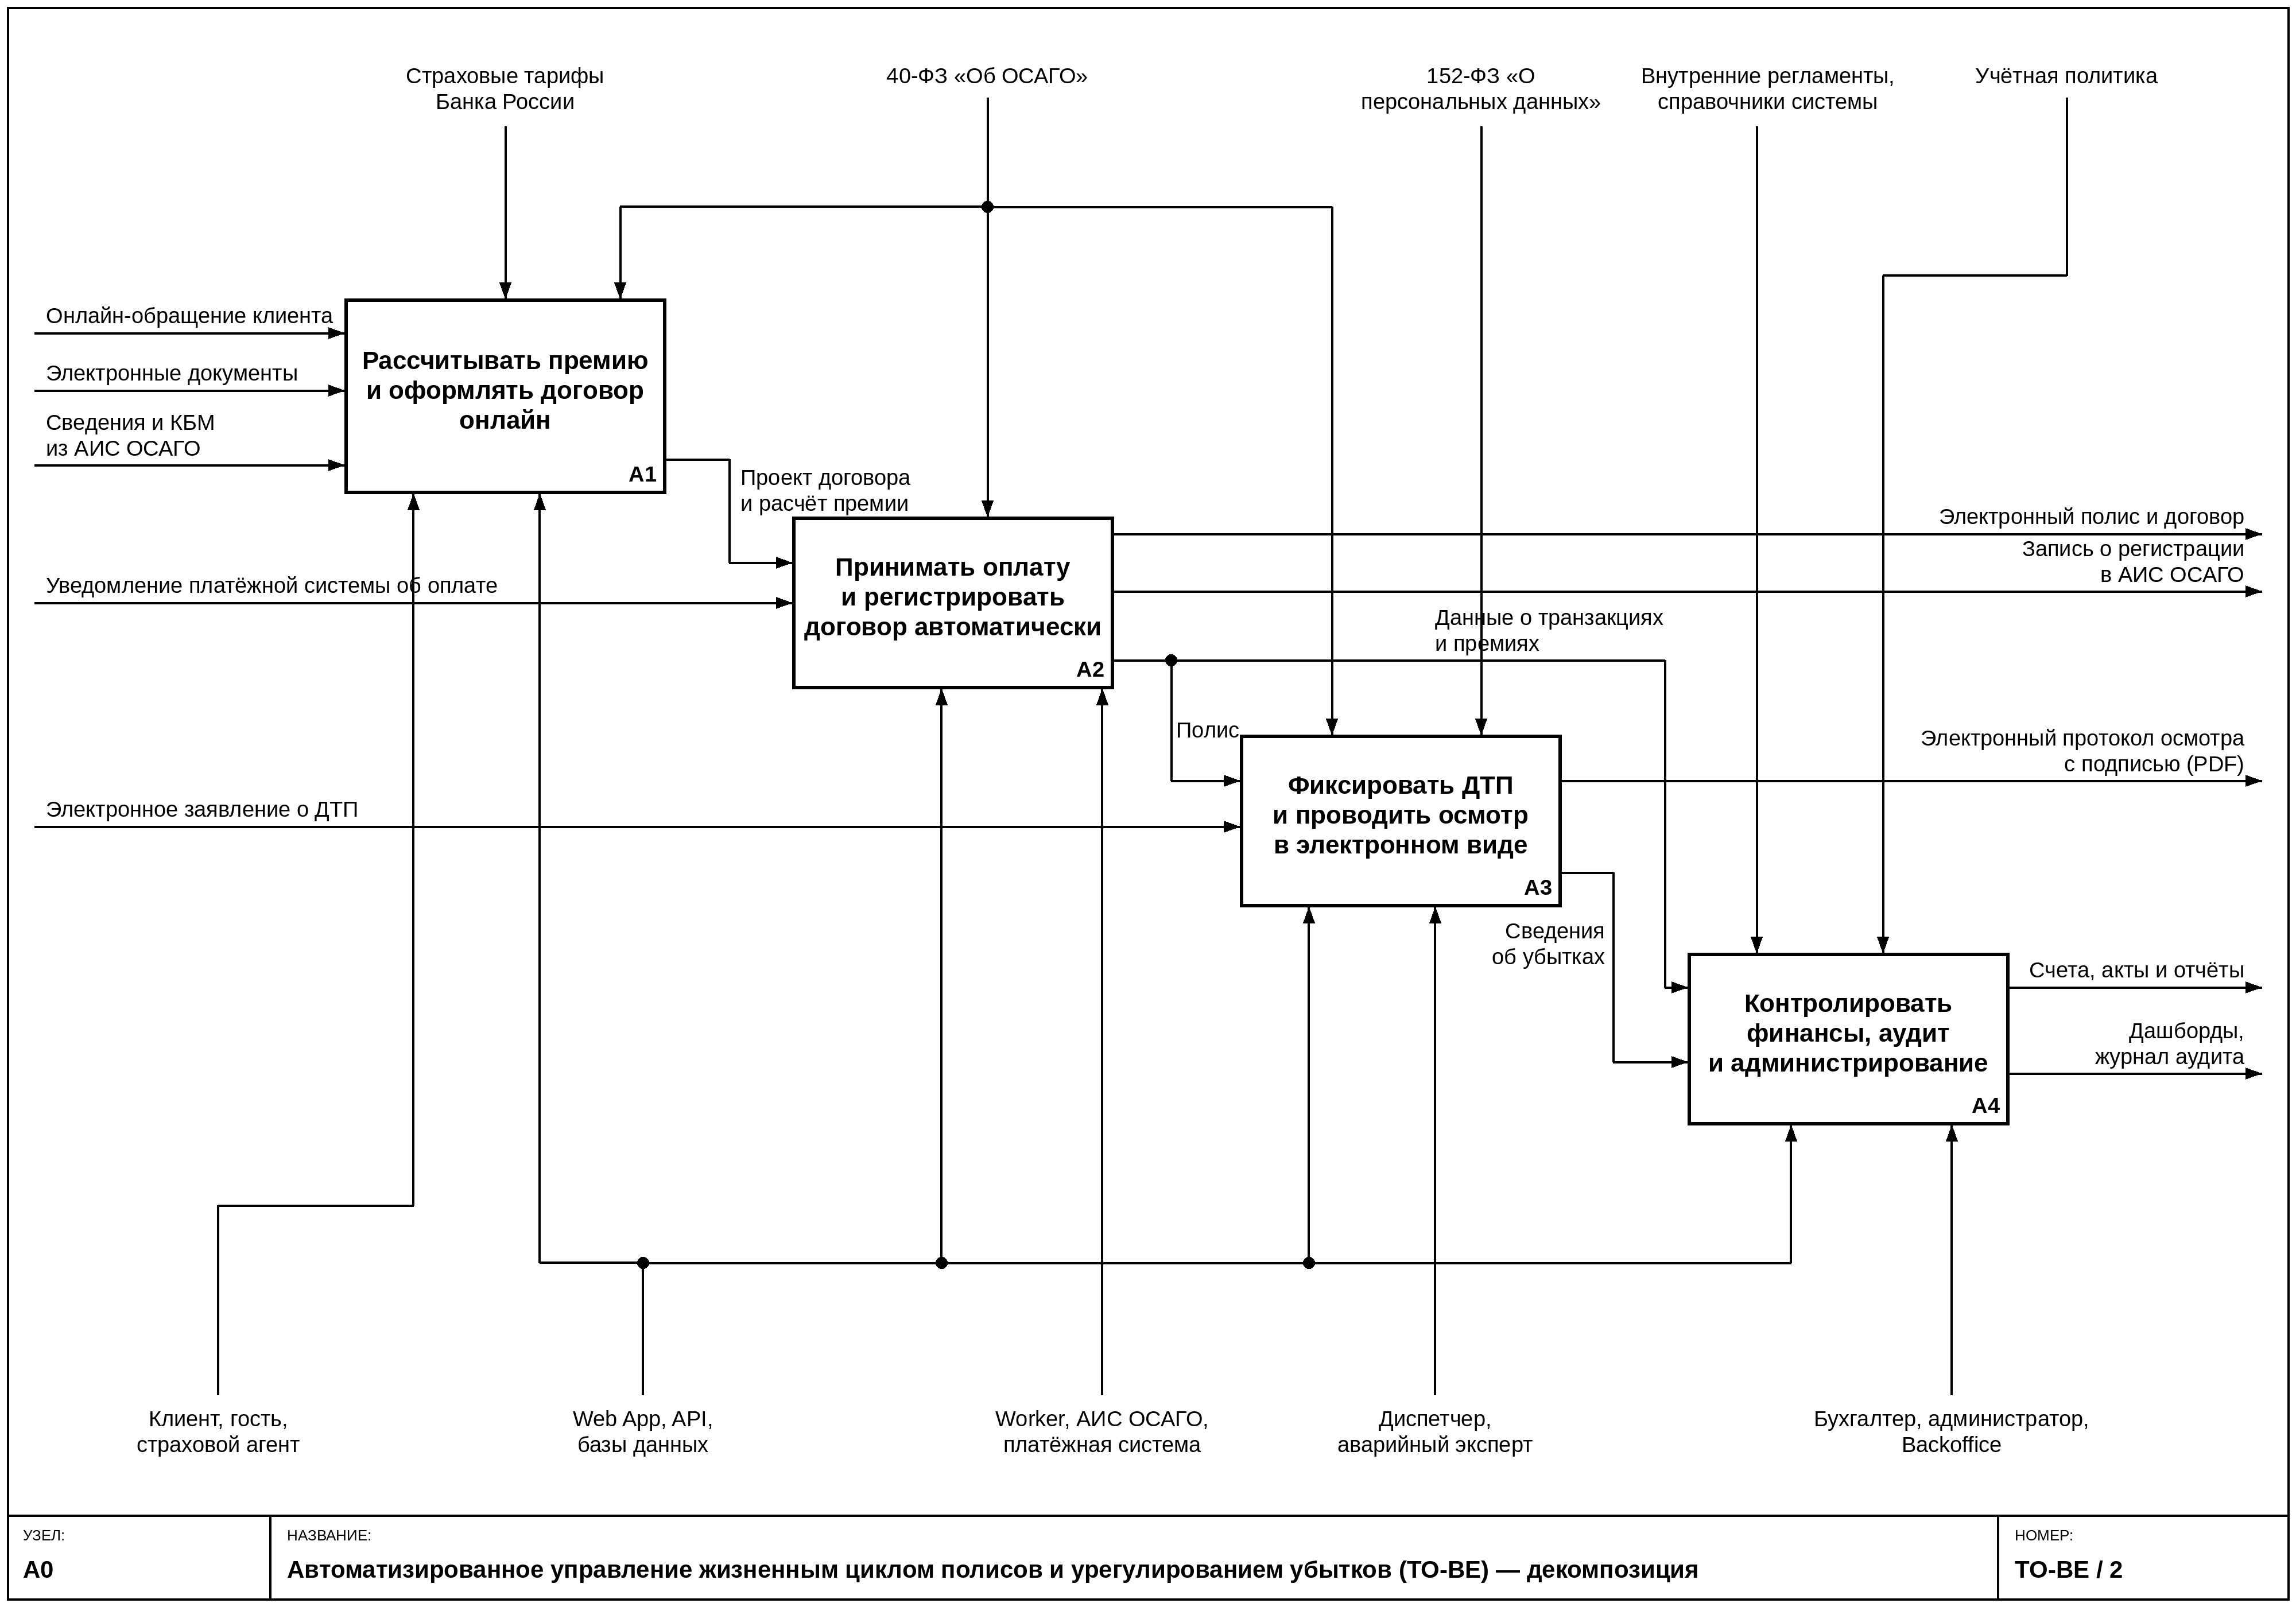 Страховые тарифы
Банка России
40-ФЗ «Об ОСАГО»
152-ФЗ «О
персональных данных»
Внутренние регламенты,
справочники системы
Учётная политика
Онлайн-обращение клиента
Электронные документы
Сведения и КБМ
из АИС ОСАГО
Рассчитывать премию
и оформлять договор
онлайн
A1
Проект договора
и расчёт премии
Уведомление платёжной системы об оплате
Принимать оплату
и регистрировать
договор автоматически
A2
Электронный полис и договор
Запись о регистрации
в АИС ОСАГО
Данные о транзакциях
и премиях
Полис
Электронное заявление о ДТП
Фиксировать ДТП
и проводить осмотр
в электронном виде
A3
Электронный протокол осмотра
с подписью (PDF)
Сведения
об убытках
Контролировать
финансы, аудит
и администрирование
A4
Счета, акты и отчёты
Дашборды,
журнал аудита
Клиент, гость,
страховой агент
Web App, API,
базы данных
Worker, АИС ОСАГО,
платёжная система
Диспетчер,
аварийный эксперт
Бухгалтер, администратор,
Backoffice
УЗЕЛ:
A0
НАЗВАНИЕ:
Автоматизированное управление жизненным циклом полисов и урегулированием убытков (TO-BE) — декомпозиция
НОМЕР:
TO-BE / 2